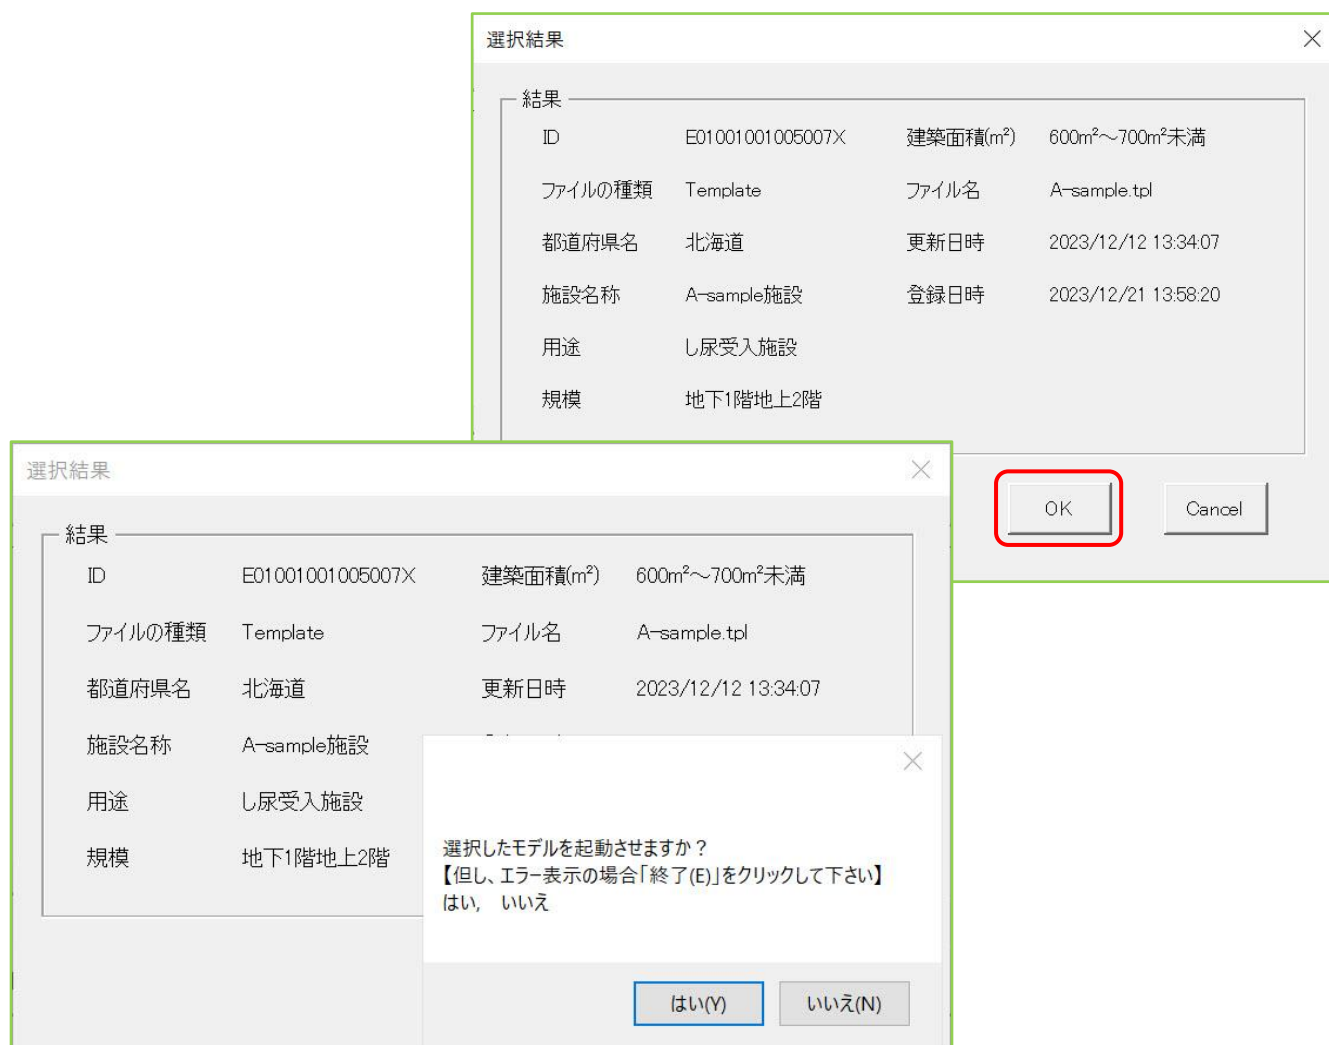 選択結果
結果
ID E01001001005007X 建築面積(m²) 600m²～700m²未満
ファイルの種類 Template ファイル名 A-sample.tpl
都道府県名 北海道 更新日時 2023/12/12 13:34:07
施設名称 A-sample施設 登録日時 2023/12/21 13:58:20
用途 し尿受入施設
規模 地下1階地上2階
OK Cancel
選択結果
結果
ID E01001001005007X 建築面積(m²) 600m²～700m²未満
ファイルの種類 Template ファイル名 A-sample.tpl
都道府県名 北海道 更新日時 2023/12/12 13:34:07
施設名称 A-sample施設
用途 し尿受入施設
規模 地下1階地上2階
選択したモデルを起動させますか？
【但し、エラー表示の場合「終了(E)」をクリックして下さい】
はい, いいえ
はい(Y) いいえ(N)